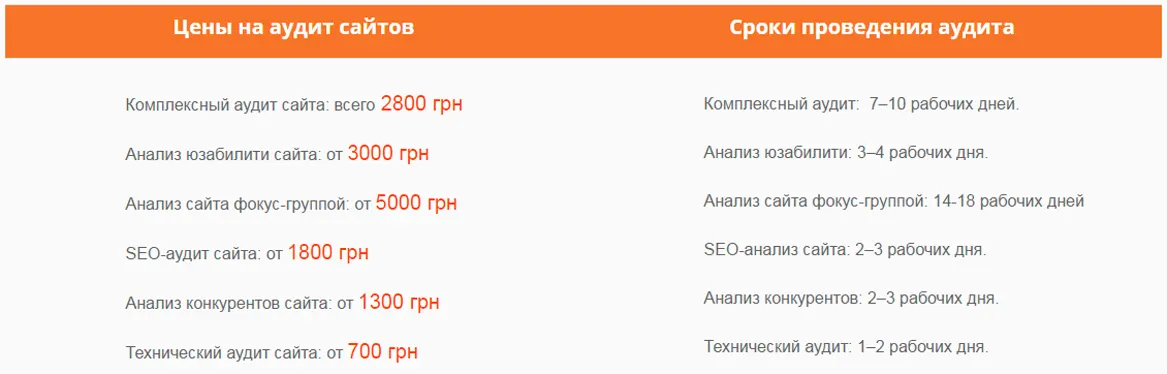 Цены на аудит сайтов
Комплексный аудит сайта: всего 2800 грн
Анализ юзабилити сайта: от 3000 грн
Анализ сайта фокус-группой: от 5000 грн
SEO-аудит сайта: от 1800 грн
Анализ конкурентов сайта: от 1300 грн
Технический аудит сайта: от 700 грн
Сроки проведения аудита
Комплексный аудит: 7–10 рабочих дней.
Анализ юзабилити: 3–4 рабочих дня.
Анализ сайта фокус-группой: 14-18 рабочих дней
SEO-анализ сайта: 2–3 рабочих дня.
Анализ конкурентов: 2–3 рабочих дня.
Технический аудит: 1–2 рабочих дня.